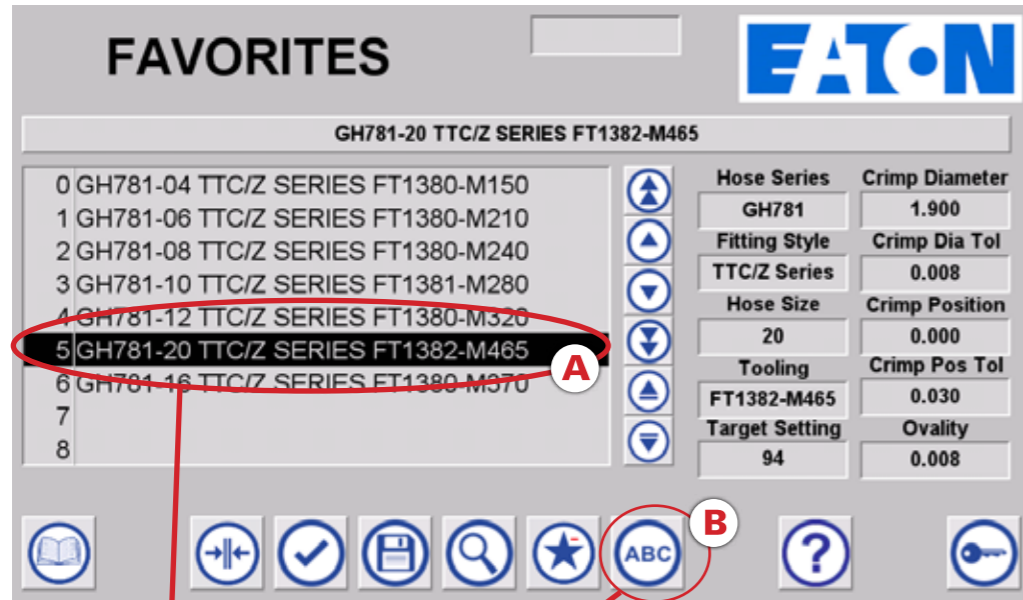 FAVORITES
EATON
GH781-20 TTC/Z SERIES FT1382-M465
0 GH781-04 TTC/Z SERIES FT1380-M150
1 GH781-06 TTC/Z SERIES FT1380-M210
2 GH781-08 TTC/Z SERIES FT1380-M240
3 GH781-10 TTC/Z SERIES FT1381-M280
4 GH781-12 TTC/Z SERIES FT1380-M320
5 GH781-20 TTC/Z SERIES FT1382-M465
6 GH781-16 TTC/Z SERIES FT1380-M370
7
8
A
Hose Series Crimp Diameter
GH781 1.900
Fitting Style Crimp Dia Tol
TTC/Z Series 0.008
Hose Size Crimp Position
20 0.000
Tooling Crimp Pos Tol
FT1382-M465 0.030
Target Setting Ovality
94 0.008
ABC
B
?